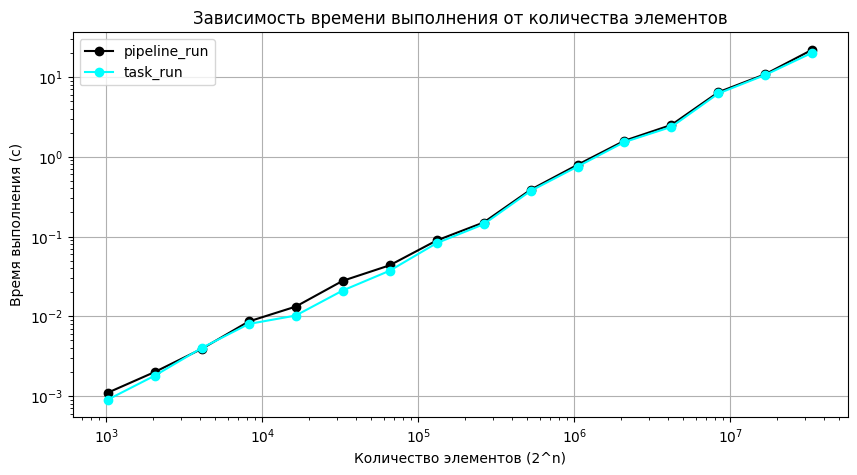 Зависимость времени выполнения от количества элементов
pipeline_run
task_run
Время выполнения (с)
10^1
10^0
10^-1
10^-2
10^-3
10^3
10^4
10^5
10^6
10^7
Количество элементов (2^n)